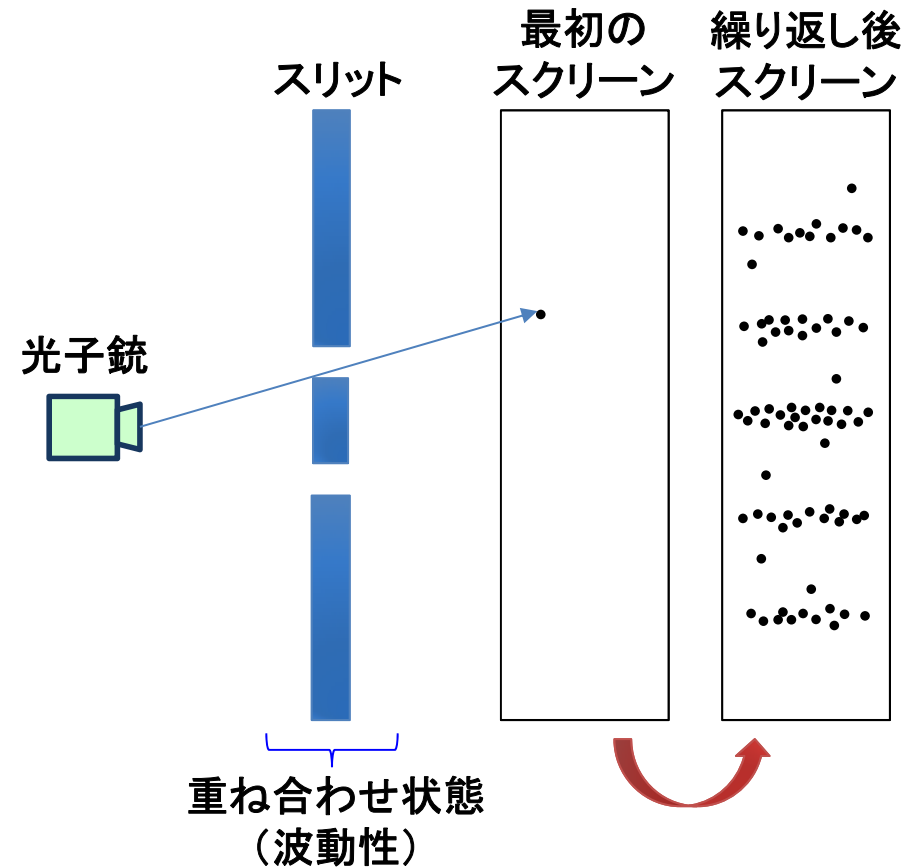 スリット
最初の
スクリーン
繰り返し後
スクリーン
光子銃
重ね合わせ状態
（波動性）